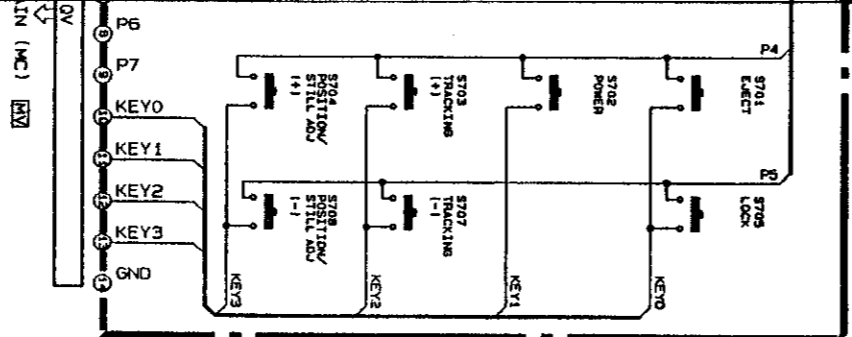 QV
AIN (MC) MV
8 P6
9 P7
10 KEY0
11 KEY1
12 KEY2
13 KEY3
14 GND
P4
S704
POSITION/
STILL ADJ
(+)
S703
TRACKING
(+)
S702
POWER
S701
EJECT
P5
S708
POSITION/
STILL ADJ
(-)
S707
TRACKING
(-)
S705
LOCK
KEY3
KEY2
KEY1
KEY0